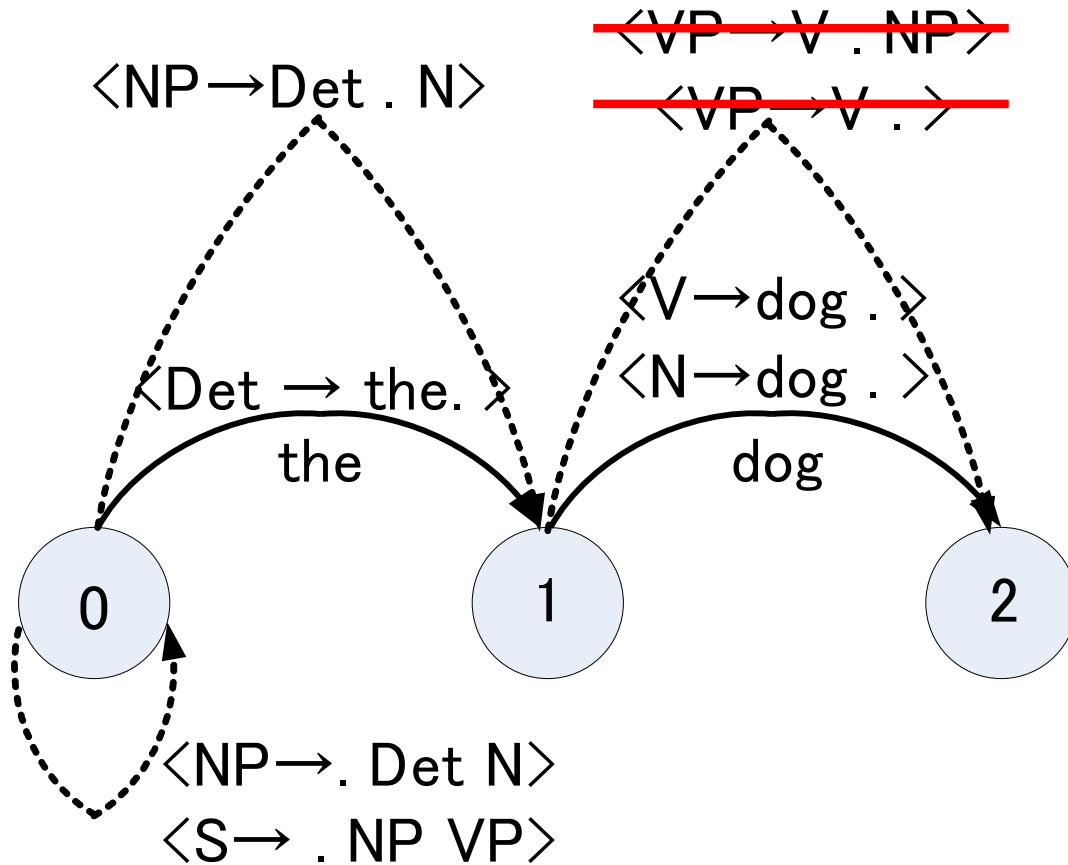 <VP→V . NP>
<NP→Det . N>
<VP→V . >
<V→dog . >
<Det → the. >
<N→dog . >
the
dog
0
1
2
<NP→. Det N>
<S→ . NP VP>